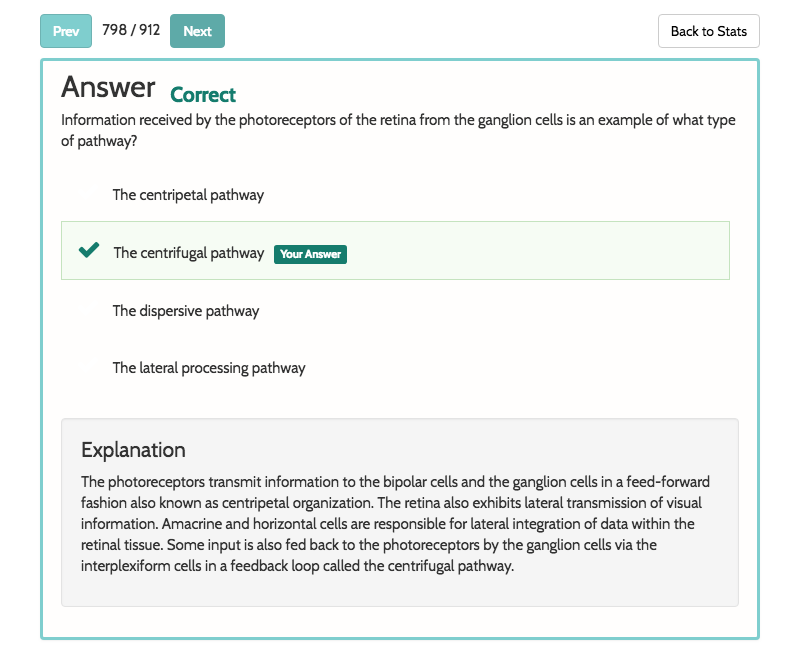 Prev 798 / 912 Next Back to Stats
Answer Correct
Information received by the photoreceptors of the retina from the ganglion cells is an example of what type
of pathway?
The centripetal pathway
The centrifugal pathway Your Answer
The dispersive pathway
The lateral processing pathway
Explanation
The photoreceptors transmit information to the bipolar cells and the ganglion cells in a feed-forward
fashion also known as centripetal organization. The retina also exhibits lateral transmission of visual
information. Amacrine and horizontal cells are responsible for lateral integration of data within the
retinal tissue. Some input is also fed back to the photoreceptors by the ganglion cells via the
interplexiform cells in a feedback loop called the centrifugal pathway.